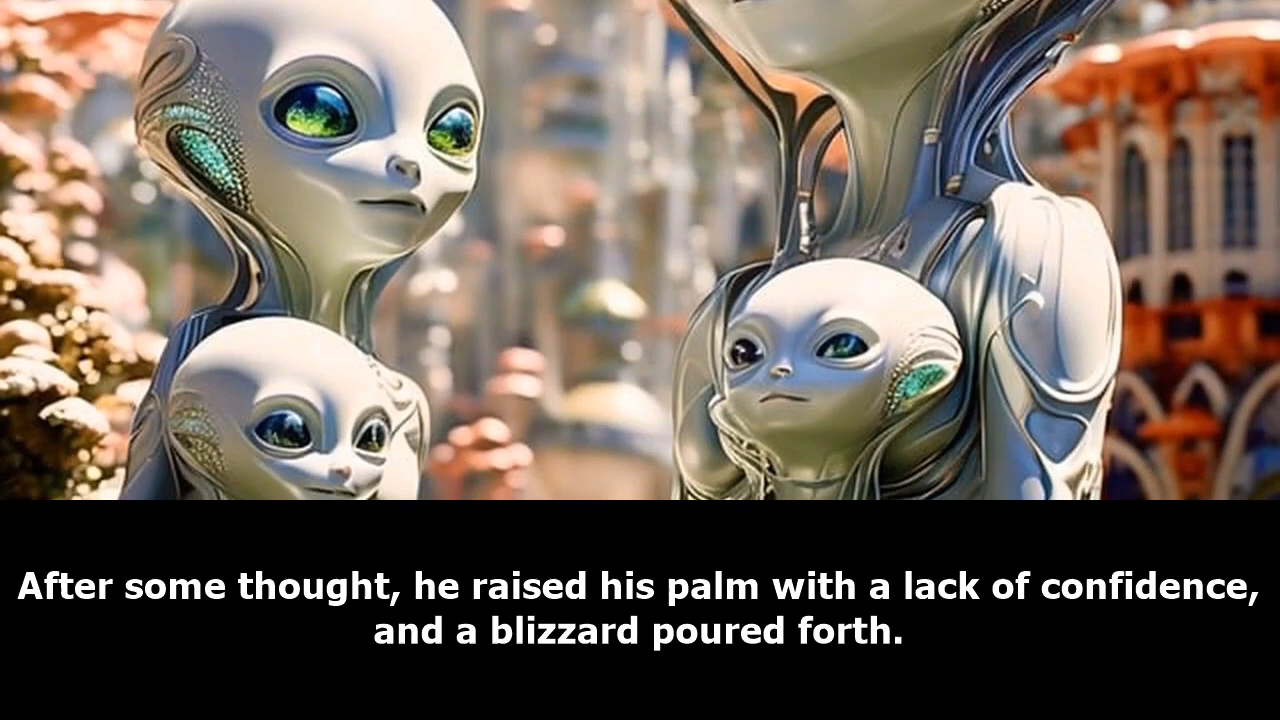 After some thought, he raised his palm with a lack of confidence,
and a blizzard poured forth.